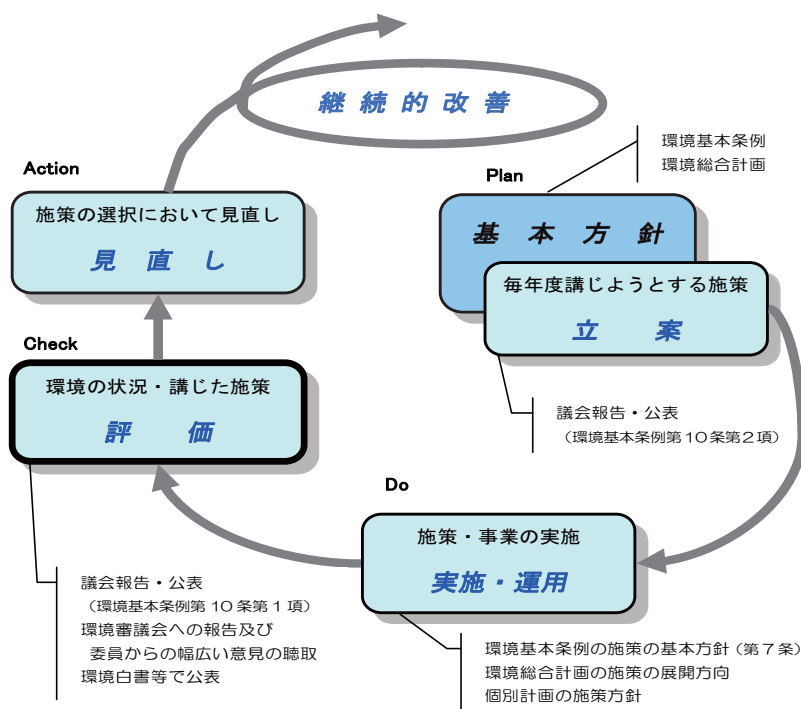 継続的改善
Action
施策の選択において見直し
見直し
Plan
環境基本条例
環境総合計画
基本方針
毎年度講じようとする施策
立案
議会報告・公表
（環境基本条例第10条第2項）
Check
環境の状況・講じた施策
評価
議会報告・公表
（環境基本条例第10条第1項）
環境審議会への報告及び
委員からの幅広い意見の聴取
環境白書等で公表
Do
施策・事業の実施
実施・運用
環境基本条例の施策の基本方針（第7条）
環境総合計画の施策の展開方向
個別計画の施策方針